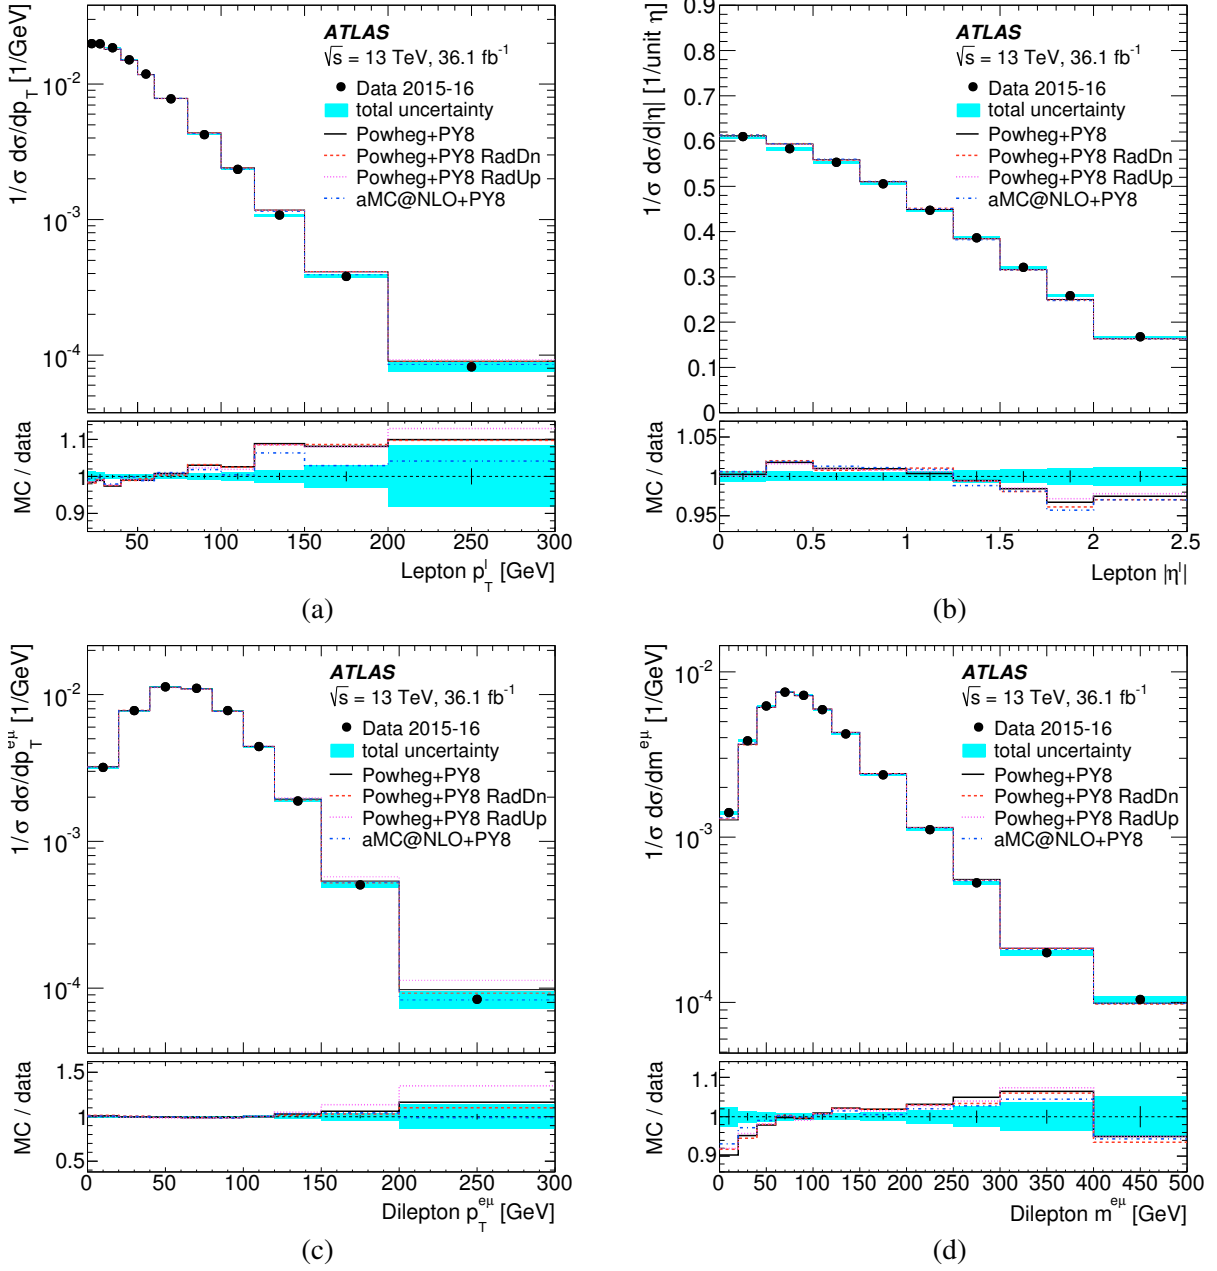 ATLAS
√s = 13 TeV, 36.1 fb⁻¹
Data 2015-16
total uncertainty
Powheg+PY8
Powheg+PY8 RadDn
Powheg+PY8 RadUp
aMC@NLO+PY8
1/σ dσ/dp_T [1/GeV]
10⁻²
10⁻³
10⁻⁴
MC / data
1.1
1
0.9
50 100 150 200 250 300
Lepton p_T^l [GeV]
(a)
ATLAS
√s = 13 TeV, 36.1 fb⁻¹
Data 2015-16
total uncertainty
Powheg+PY8
Powheg+PY8 RadDn
Powheg+PY8 RadUp
aMC@NLO+PY8
1/σ dσ/d|η| [1/unit η]
0.9
0.8
0.7
0.6
0.5
0.4
0.3
0.2
0.1
0
MC / data
1.05
1
0.95
0 0.5 1 1.5 2 2.5
Lepton |η^l|
(b)
ATLAS
√s = 13 TeV, 36.1 fb⁻¹
Data 2015-16
total uncertainty
Powheg+PY8
Powheg+PY8 RadDn
Powheg+PY8 RadUp
aMC@NLO+PY8
1/σ dσ/dp_T^eμ [1/GeV]
10⁻²
10⁻³
10⁻⁴
MC / data
1.5
1
0.5
0 50 100 150 200 250 300
Dilepton p_T^eμ [GeV]
(c)
ATLAS
√s = 13 TeV, 36.1 fb⁻¹
Data 2015-16
total uncertainty
Powheg+PY8
Powheg+PY8 RadDn
Powheg+PY8 RadUp
aMC@NLO+PY8
1/σ dσ/dm^eμ [1/GeV]
10⁻²
10⁻³
10⁻⁴
MC / data
1.1
1
0.9
0 50 100 150 200 250 300 350 400 450 500
Dilepton m^eμ [GeV]
(d)